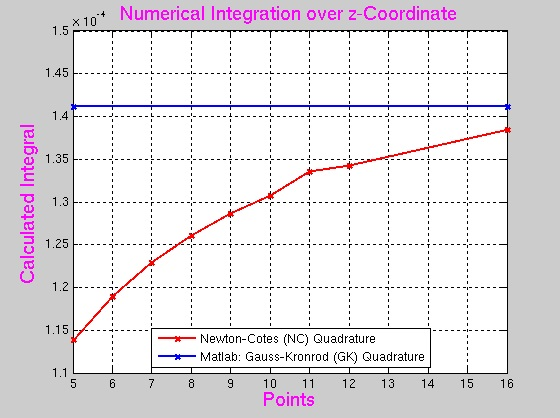 Numerical Integration over z-Coordinate
×10⁻⁴
1.5
1.45
1.4
1.35
1.3
1.25
1.2
1.15
1.1
Calculated Integral
Newton-Cotes (NC) Quadrature
Matlab: Gauss-Kronrod (GK) Quadrature
5 6 7 8 9 10 11 12 13 14 15 16
Points